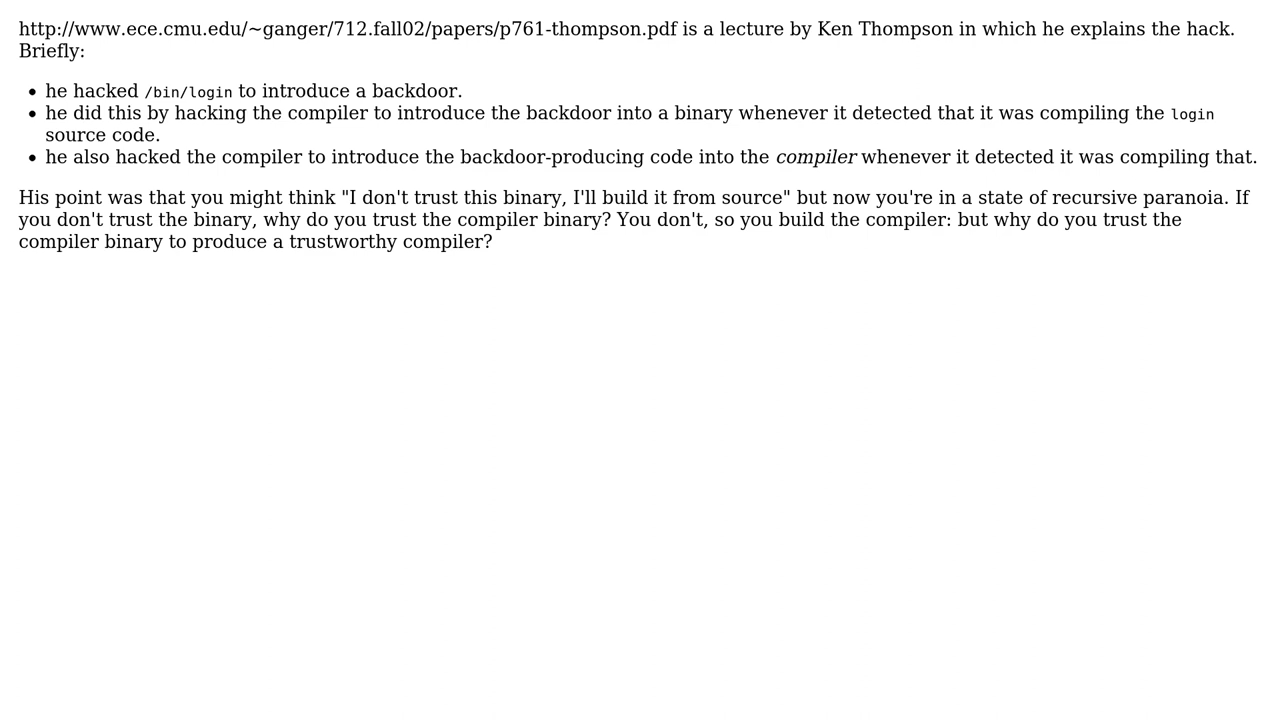 http://www.ece.cmu.edu/~ganger/712.fall02/papers/p761-thompson.pdf is a lecture by Ken Thompson in which he explains the hack.
Briefly:
• he hacked /bin/login to introduce a backdoor.
• he did this by hacking the compiler to introduce the backdoor into a binary whenever it detected that it was compiling the login
source code.
• he also hacked the compiler to introduce the backdoor-producing code into the compiler whenever it detected it was compiling that.
His point was that you might think "I don't trust this binary, I'll build it from source" but now you're in a state of recursive paranoia. If
you don't trust the binary, why do you trust the compiler binary? You don't, so you build the compiler: but why do you trust the
compiler binary to produce a trustworthy compiler?